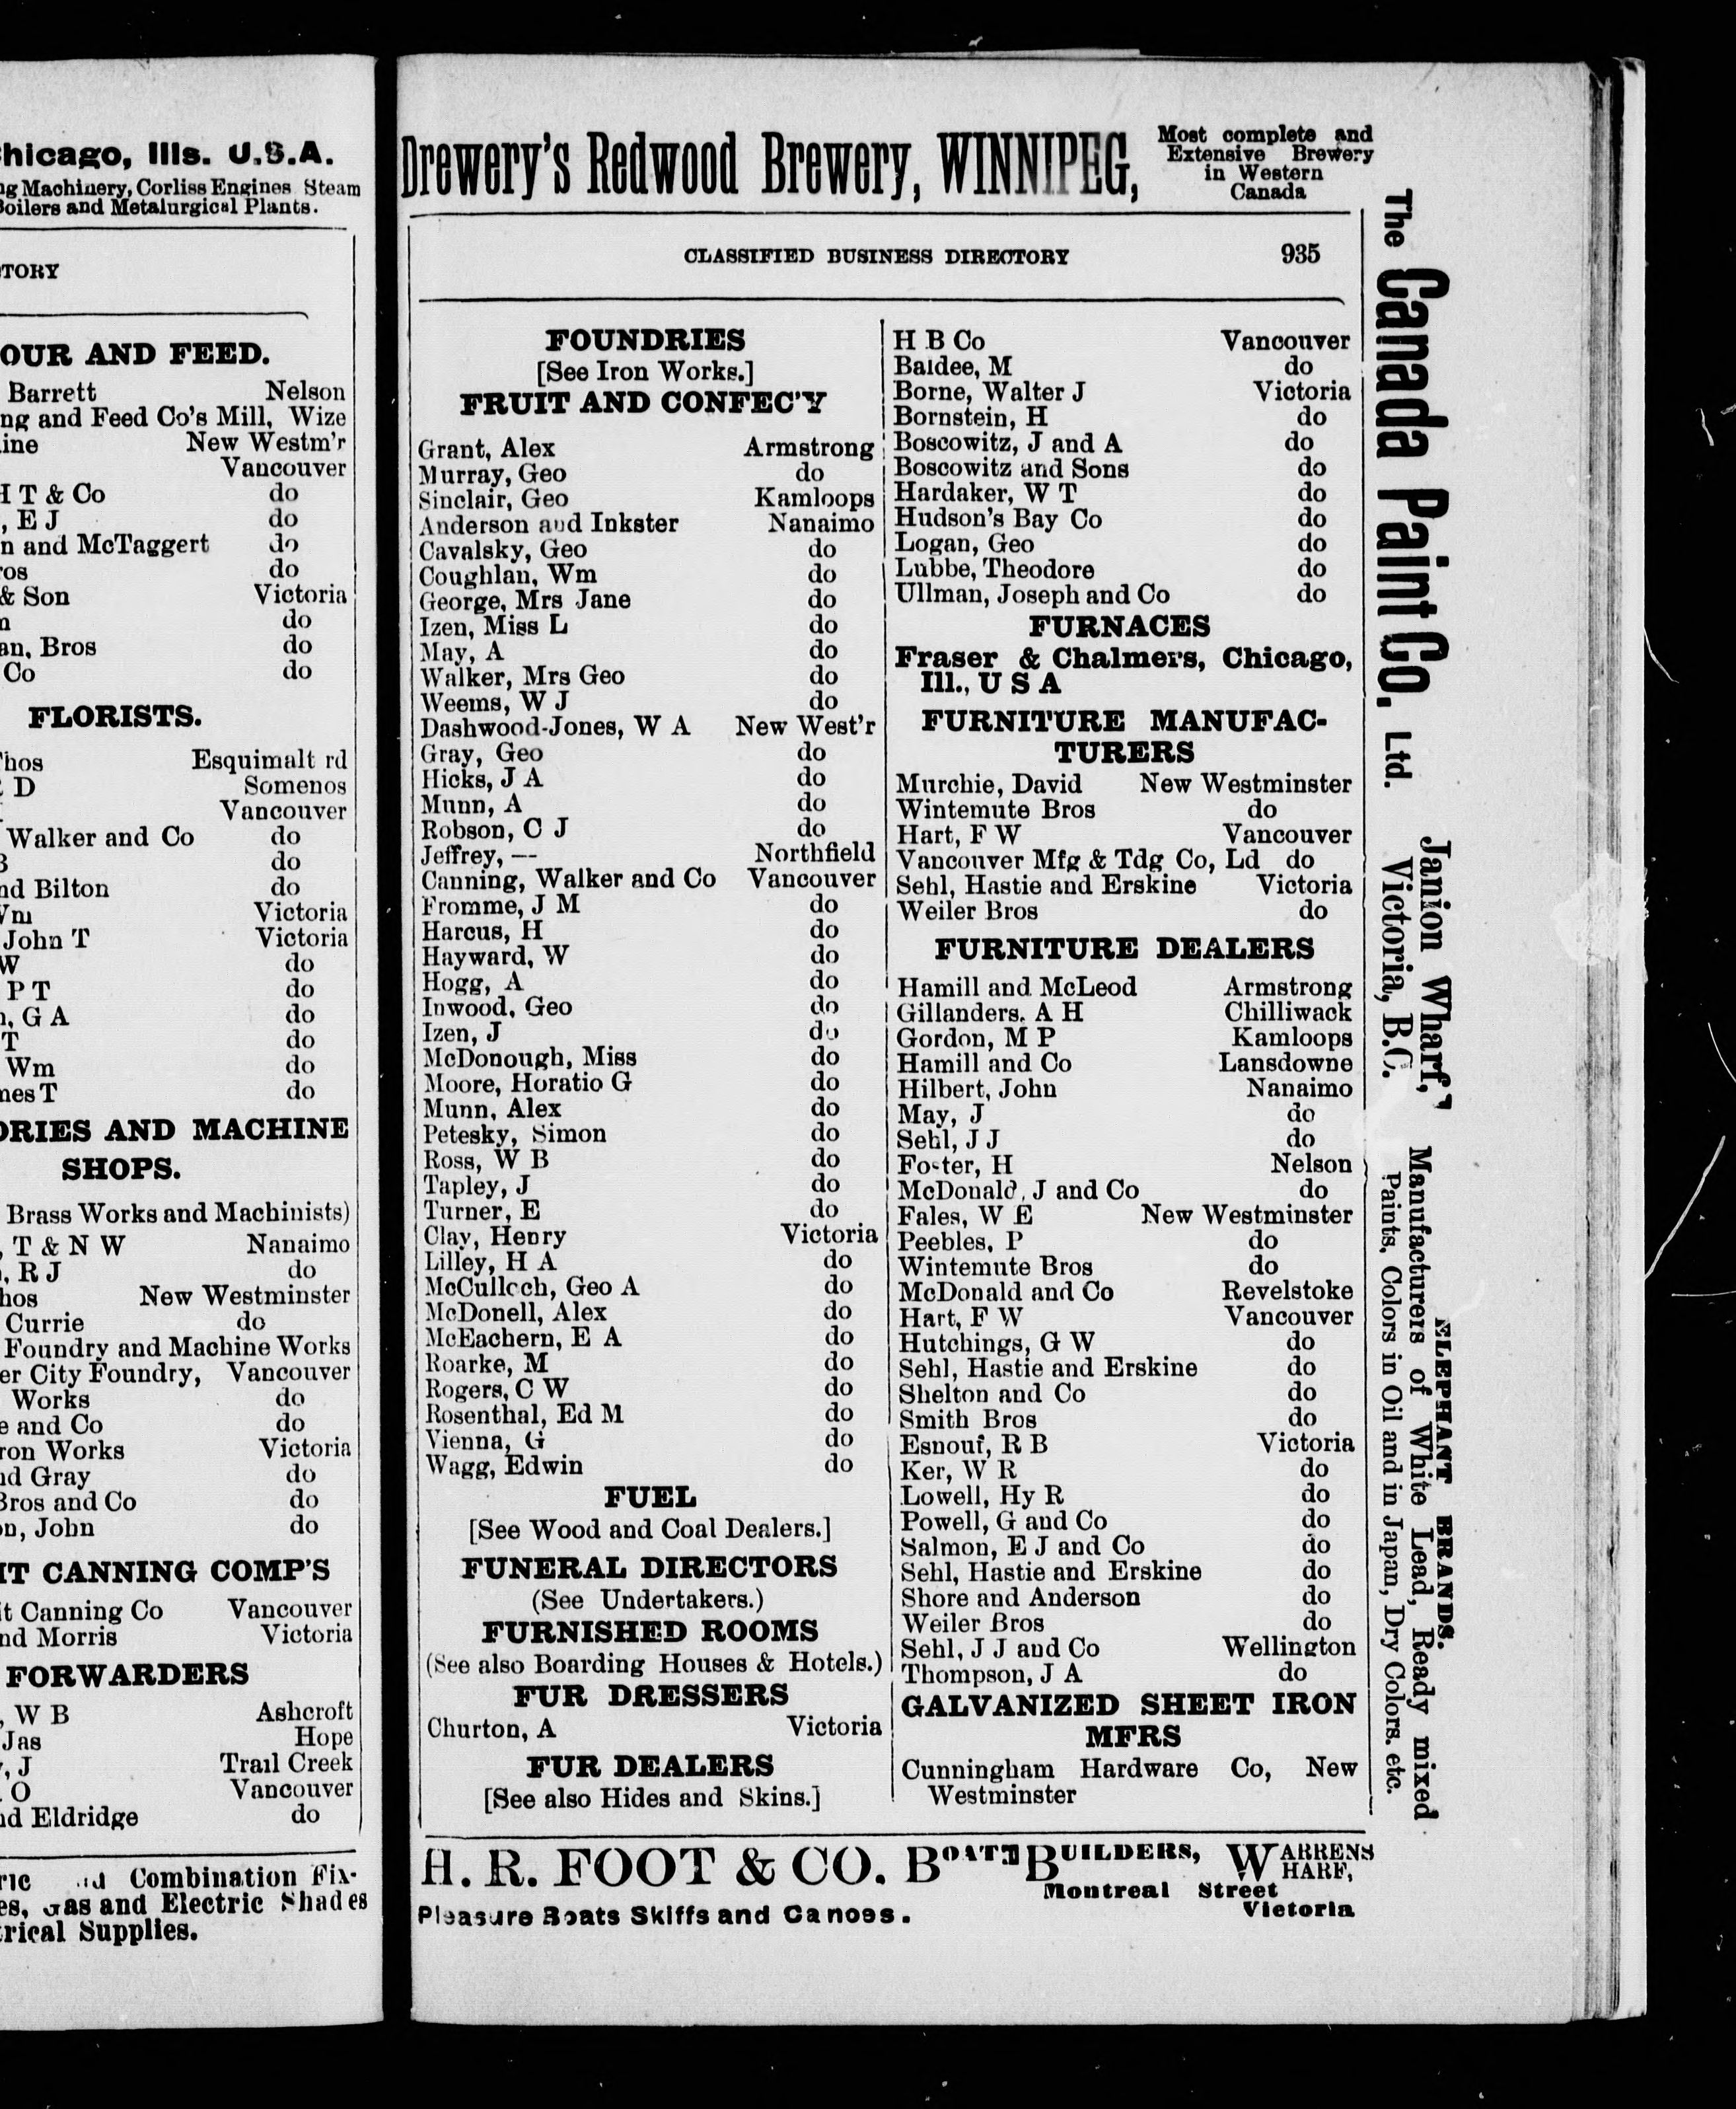 hicago, Ills. U.S.A.
ng Machinery, Corliss Engines Steam
Boilers and Metalurgical Plants.
TORY
OUR AND FEED.
Barrett Nelson
ng and Feed Co's Mill, Wize
ine New Westm'r
Vancouver
H T & Co do
, E J do
n and McTaggert do
ros do
& Son Victoria
n do
an, Bros do
Co do
FLORISTS.
Thos Esquimalt rd
E D Somenos
Vancouver
Walker and Co do
B do
nd Bilton do
Wm Victoria
John T Victoria
W do
P T do
n, G A do
T do
Wm do
mes T do
ORIES AND MACHINE
SHOPS.
Brass Works and Machinists)
, T & N W Nanaimo
, R J do
hos New Westminster
Currie do
Foundry and Machine Works
er City Foundry, Vancouver
Works do
e and Co do
ron Works Victoria
nd Gray do
Bros and Co do
on, John do
IT CANNING COMP'S
it Canning Co Vancouver
nd Morris Victoria
FORWARDERS
, W B Ashcroft
Jas Hope
, J Trail Creek
O Vancouver
nd Eldridge do
ric Combination Fix-
es, Gas and Electric Shades
trical Supplies.
Drewery's Redwood Brewery, WINNIPEG,
Most complete and
Extensive Brewery
in Western
Canada
CLASSIFIED BUSINESS DIRECTORY 935
FOUNDRIES
[See Iron Works.]
FRUIT AND CONFEC'Y
Grant, Alex Armstrong
Murray, Geo do
Sinclair, Geo Kamloops
Anderson and Inkster Nanaimo
Cavalsky, Geo do
Coughlan, Wm do
George, Mrs Jane do
Izen, Miss L do
May, A do
Walker, Mrs Geo do
Weems, W J do
Dashwood-Jones, W A New West'r
Gray, Geo do
Hicks, J A do
Munn, A do
Robson, C J do
Jeffrey, — Northfield
Canning, Walker and Co Vancouver
Fromme, J M do
Harcus, H do
Hayward, W do
Hogg, A do
Inwood, Geo do
Izen, J do
McDonough, Miss do
Moore, Horatio G do
Munn, Alex do
Petesky, Simon do
Ross, W B do
Tapley, J do
Turner, E do
Clay, Henry Victoria
Lilley, H A do
McCulloch, Geo A do
McDonell, Alex do
McEachern, E A do
Roarke, M do
Rogers, C W do
Rosenthal, Ed M do
Vienna, G do
Wagg, Edwin do
FUEL
[See Wood and Coal Dealers.]
FUNERAL DIRECTORS
(See Undertakers.)
FURNISHED ROOMS
(See also Boarding Houses & Hotels.)
FUR DRESSERS
Churton, A Victoria
FUR DEALERS
[See also Hides and Skins.]
H B Co Vancouver
Baldee, M do
Borne, Walter J Victoria
Bornstein, H do
Boscowitz, J and A do
Boscowitz and Sons do
Hardaker, W T do
Hudson's Bay Co do
Logan, Geo do
Lubbe, Theodore do
Ullman, Joseph and Co do
FURNACES
Fraser & Chalmers, Chicago,
Ill., U S A
FURNITURE MANUFAC-
TURERS
Murchie, David New Westminster
Wintemute Bros do
Hart, F W Vancouver
Vancouver Mfg & Tdg Co, Ld do
Sehl, Hastie and Erskine Victoria
Weiler Bros do
FURNITURE DEALERS
Hamill and McLeod Armstrong
Gillanders, A H Chilliwack
Gordon, M P Kamloops
Hamill and Co Lansdowne
Hilbert, John Nanaimo
May, J do
Sehl, J J do
Foster, H Nelson
McDonald, J and Co do
Fales, W E New Westminster
Peebles, P do
Wintemute Bros do
McDonald and Co Revelstoke
Hart, F W Vancouver
Hutchings, G W do
Sehl, Hastie and Erskine do
Shelton and Co do
Smith Bros do
Esnouf, R B Victoria
Ker, W R do
Lowell, Hy R do
Powell, G and Co do
Salmon, E J and Co do
Sehl, Hastie and Erskine do
Shore and Anderson do
Weiler Bros do
Sehl, J J and Co Wellington
Thompson, J A do
GALVANIZED SHEET IRON
MFRS
Cunningham Hardware Co, New
Westminster
H. R. FOOT & CO. BOAT BUILDERS, WARRENS
WHARF,
Montreal Street
Pleasure Boats Skiffs and Canoes. Victoria
The Canada Paint Co. Ltd.
Janion Wharf,
Victoria, B.C.
ELEPHANT BRANDS.
Manufacturers of White Lead, Ready mixed
Paints, Colors in Oil and in Japan, Dry Colors. etc.